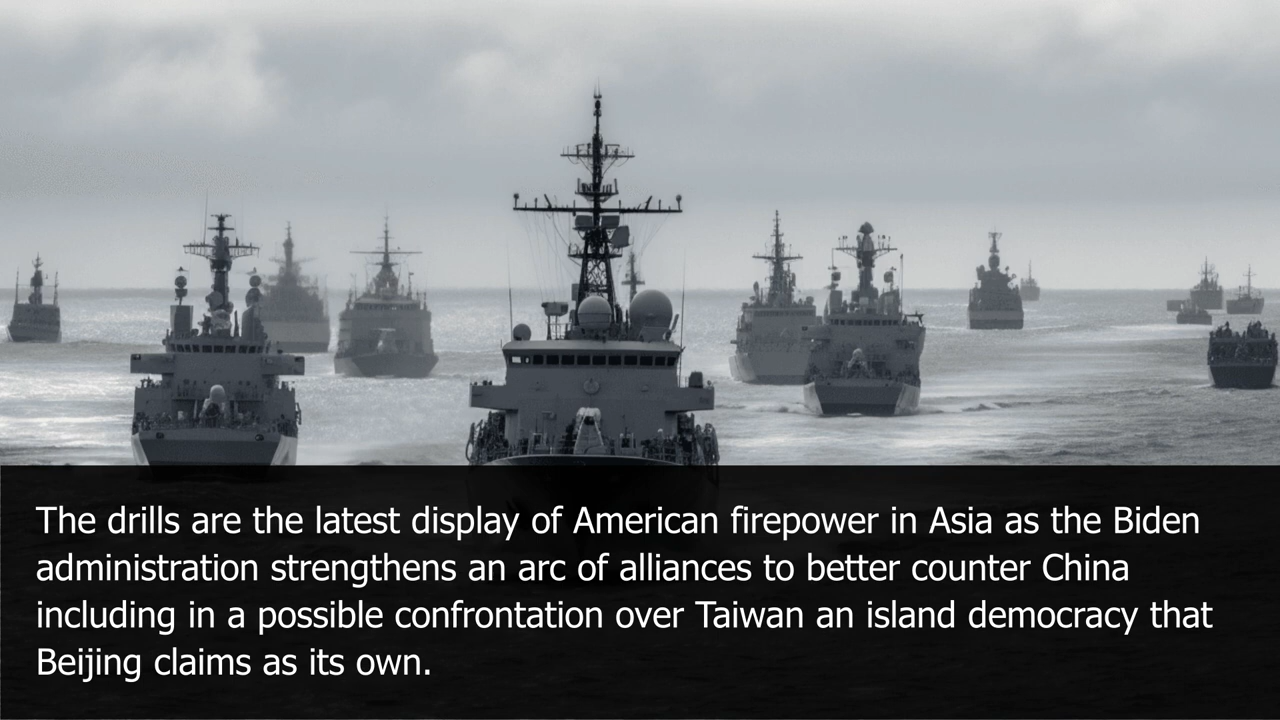 The drills are the latest display of American firepower in Asia as the Biden
administration strengthens an arc of alliances to better counter China
including in a possible confrontation over Taiwan an island democracy that
Beijing claims as its own.